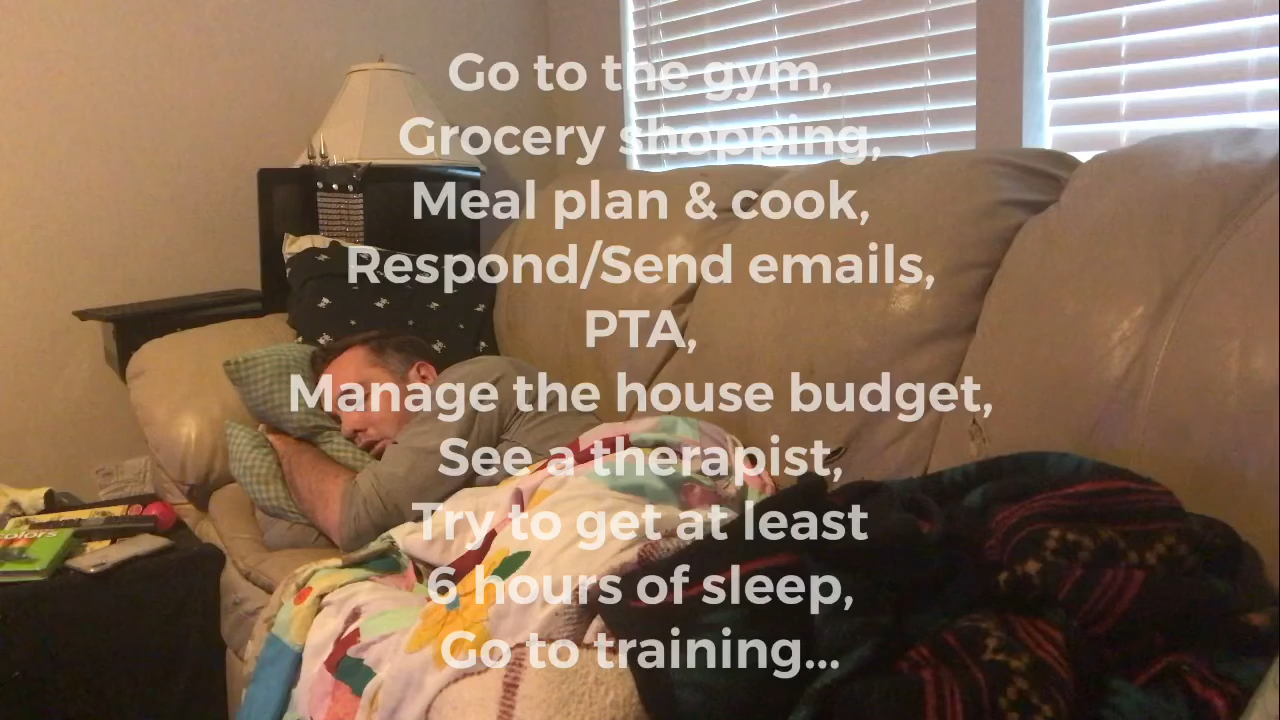 Go to the gym,
Grocery shopping,
Meal plan & cook,
Respond/Send emails,
PTA,
Manage the house budget,
See a therapist,
Try to get at least
6 hours of sleep,
Go to training...
colors